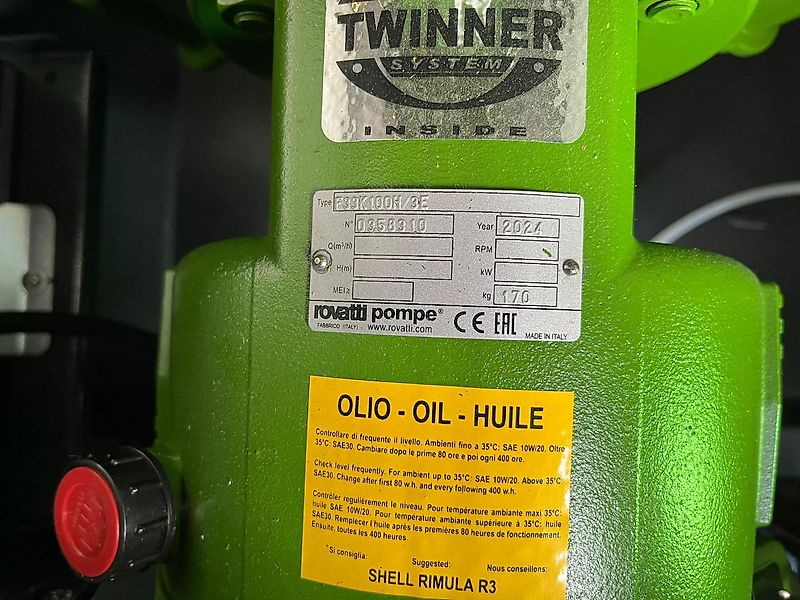 TWINNER
SYSTEM
INSIDE
Type F33K100N/3E
N° 0358310 Year 2024
Q(m³/h) RPM
H(m) kW
MEI≥ kg 170
rovatti pompe®
FABBRICO (ITALY) - www.rovatti.com CE EAC MADE IN ITALY
OLIO - OIL - HUILE
Controllare di frequente il livello. Ambienti fino a 35°C: SAE 10W/20. Oltre
35°C: SAE30. Cambiare dopo le prime 80 ore e poi ogni 400 ore.
Check level frequently. For ambient up to 35°C: SAE 10W/20. Above 35°C:
SAE30. Change after first 80 w.h. and every following 400 w.h.
Contrôler regulièrement le niveau. Pour température ambiante maxi 35°C:
huile SAE 10W/20. Pour température ambiante supérieure à 35°C: huile
SAE30. Remplecer l'huile après les premières 80 heures de fonctionnement.
Ensuite, toutes les 400 heures
Si consiglia: Suggested: Nous conseillons:
SHELL RIMULA R3